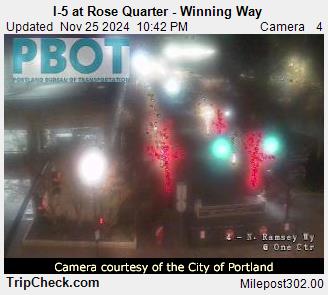 I-5 at Rose Quarter - Winning Way
Updated Nov 25 2024 10:42 PM Camera 4
PBOT
PORTLAND BUREAU OF TRANSPORTATION
4 - N. Ramsey Wy
@ One Ctr
Camera courtesy of the City of Portland
TripCheck.com Milepost302.00